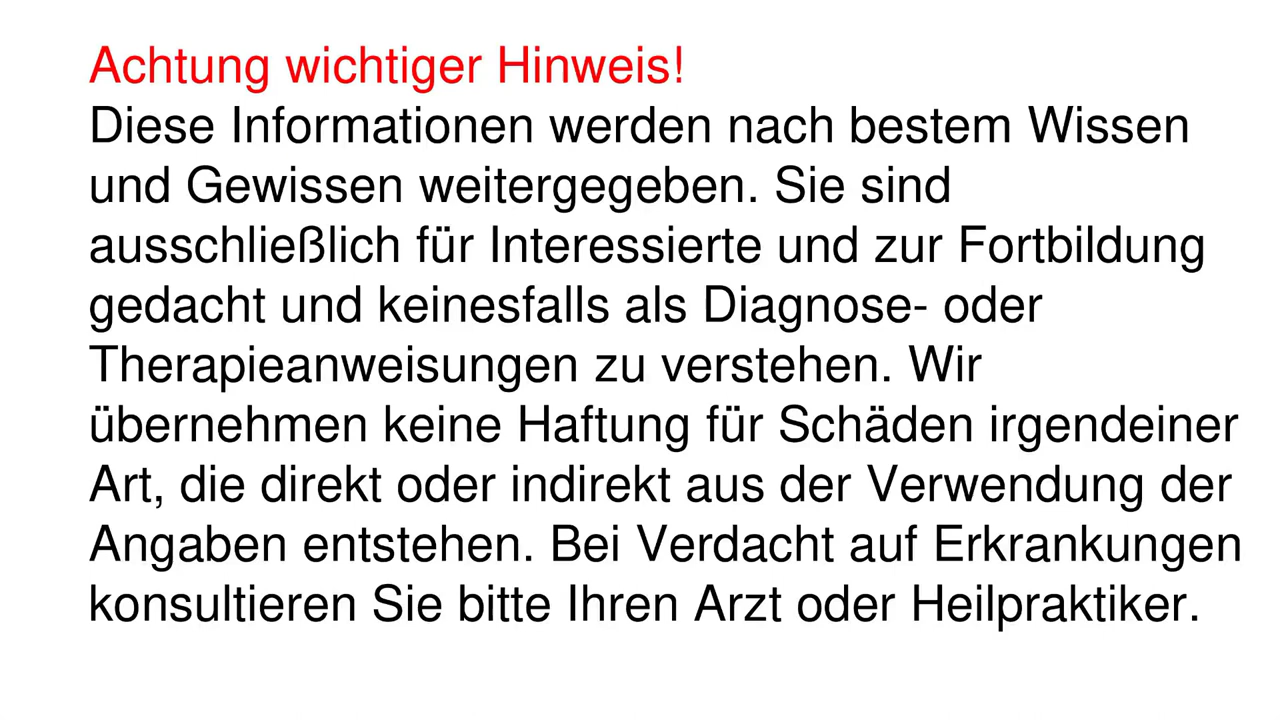 Achtung wichtiger Hinweis!
Diese Informationen werden nach bestem Wissen
und Gewissen weitergegeben. Sie sind
ausschließlich für Interessierte und zur Fortbildung
gedacht und keinesfalls als Diagnose- oder
Therapieanweisungen zu verstehen. Wir
übernehmen keine Haftung für Schäden irgendeiner
Art, die direkt oder indirekt aus der Verwendung der
Angaben entstehen. Bei Verdacht auf Erkrankungen
konsultieren Sie bitte Ihren Arzt oder Heilpraktiker.